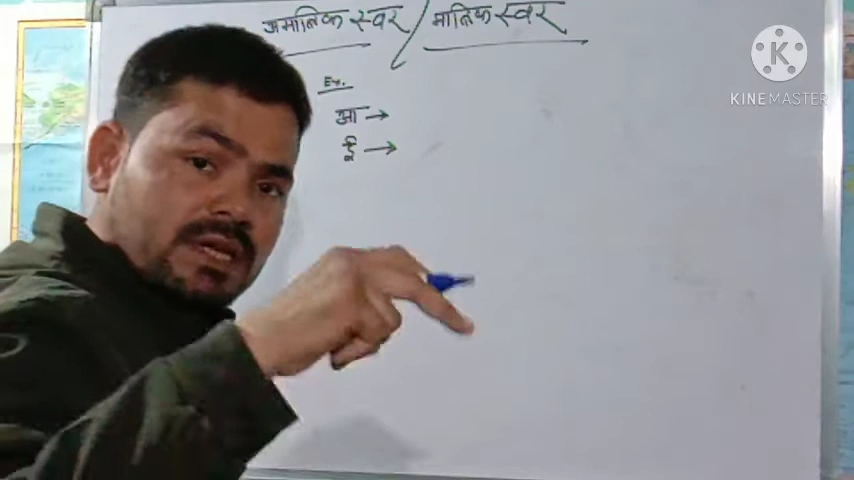 अमात्रिक स्वर / मात्रिक स्वर
Ex.
आ →
ई →
K
KINEMASTER